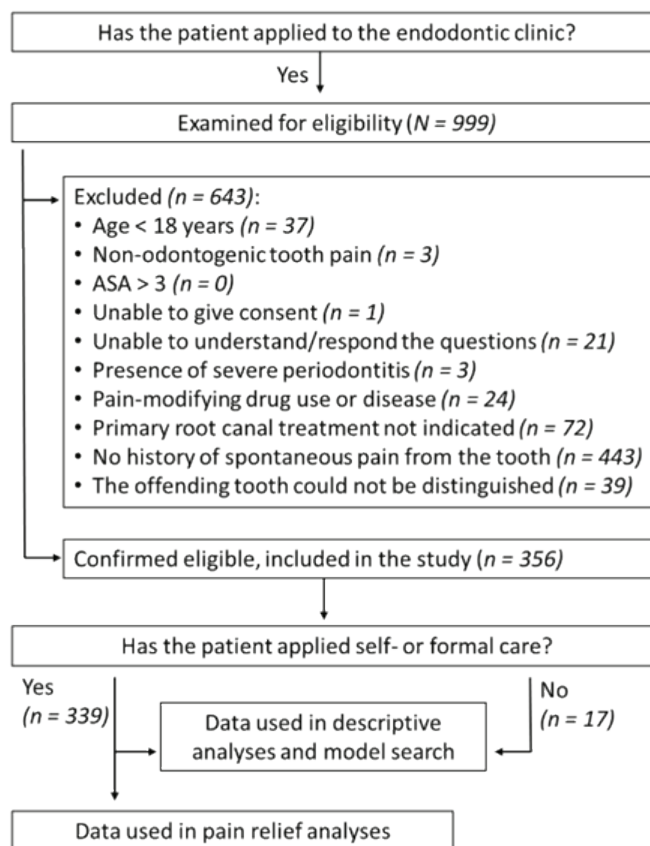 Has the patient applied to the endodontic clinic?
Yes
Examined for eligibility (N = 999)
Excluded (n = 643):
• Age < 18 years (n = 37)
• Non-odontogenic tooth pain (n = 3)
• ASA > 3 (n = 0)
• Unable to give consent (n = 1)
• Unable to understand/respond the questions (n = 21)
• Presence of severe periodontitis (n = 3)
• Pain-modifying drug use or disease (n = 24)
• Primary root canal treatment not indicated (n = 72)
• No history of spontaneous pain from the tooth (n = 443)
• The offending tooth could not be distinguished (n = 39)
Confirmed eligible, included in the study (n = 356)
Has the patient applied self- or formal care?
Yes
(n = 339)
No
(n = 17)
Data used in descriptive
analyses and model search
Data used in pain relief analyses